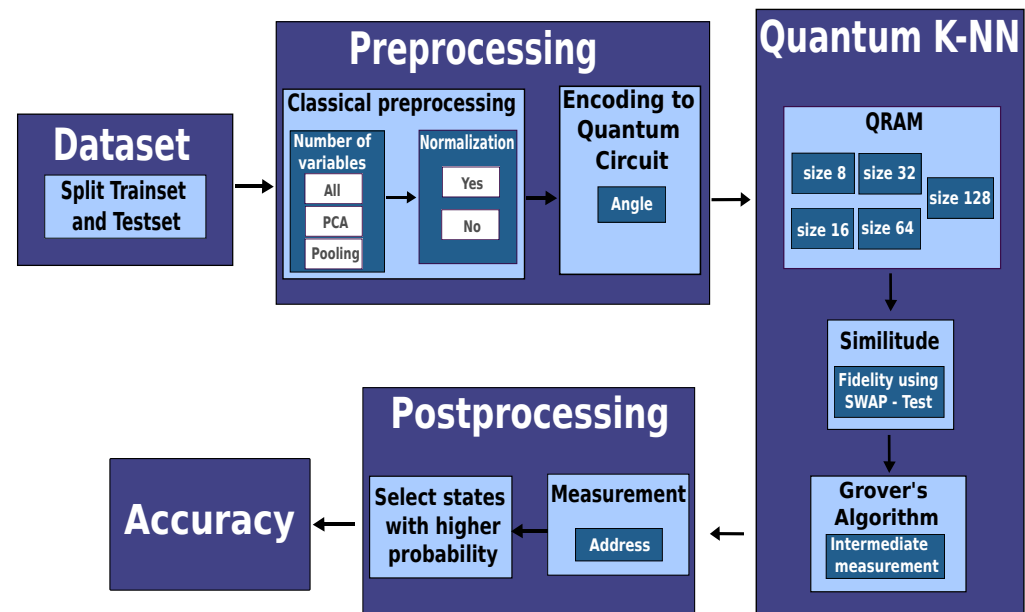 Dataset
Split Trainset
and Testset
Preprocessing
Classical preprocessing
Number of
variables
All
PCA
Pooling
Normalization
Yes
No
Encoding to
Quantum
Circuit
Angle
Quantum K-NN
QRAM
size 8
size 32
size 128
size 16
size 64
Similitude
Fidelity using
SWAP - Test
Grover's
Algorithm
Intermediate
measurement
Postprocessing
Measurement
Address
Select states
with higher
probability
Accuracy